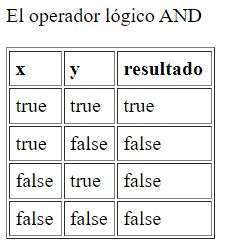 El operador lógico AND
x y resultado
true true true
true false false
false true false
false false false